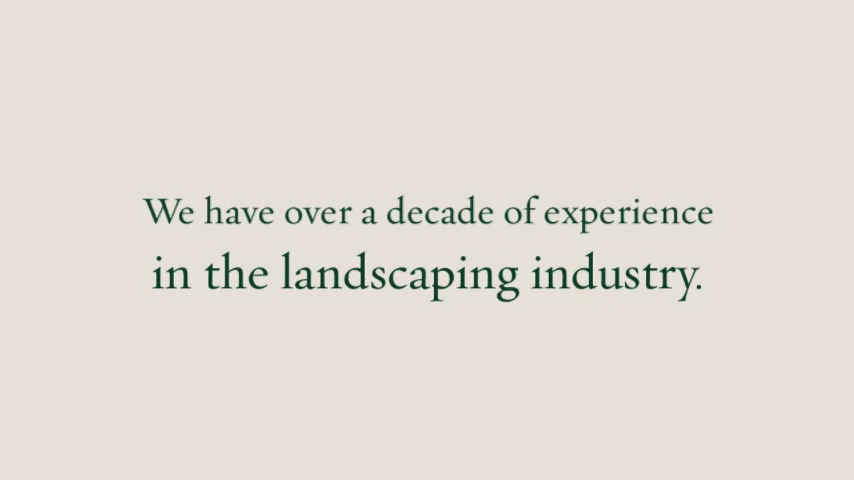 We have over a decade of experience
in the landscaping industry.